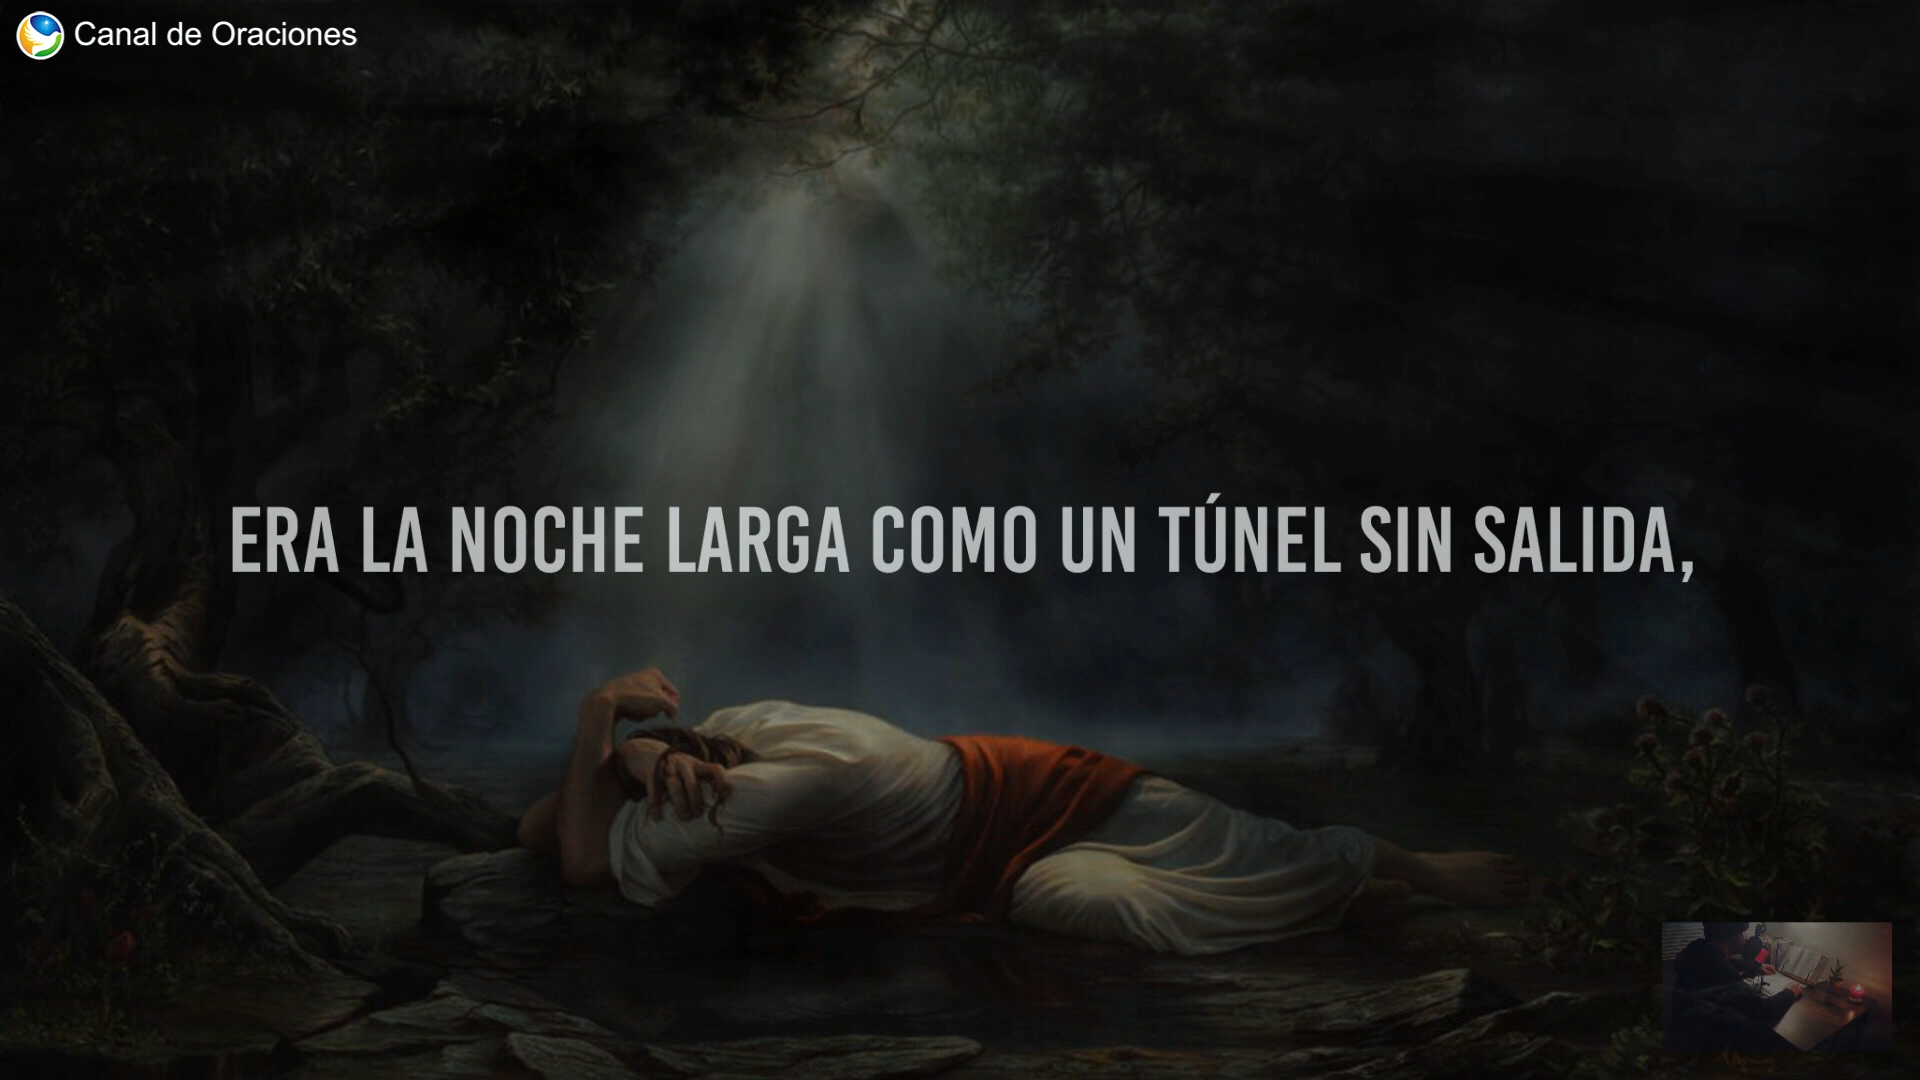 Canal de Oraciones
ERA LA NOCHE LARGA COMO UN TÚNEL SIN SALIDA,